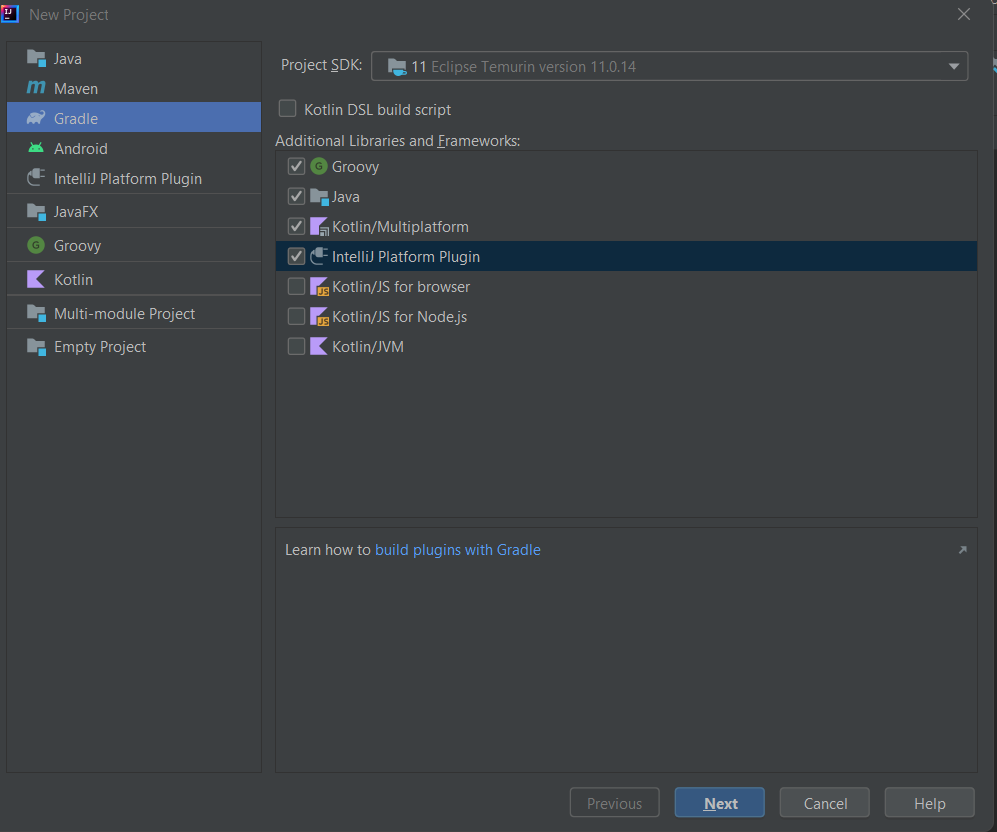 New Project
Java
Maven
Gradle
Android
IntelliJ Platform Plugin
JavaFX
Groovy
Kotlin
Multi-module Project
Empty Project
Project SDK: 11 Eclipse Temurin version 11.0.14
Kotlin DSL build script
Additional Libraries and Frameworks:
Groovy
Java
Kotlin/Multiplatform
IntelliJ Platform Plugin
Kotlin/JS for browser
Kotlin/JS for Node.js
Kotlin/JVM
Learn how to build plugins with Gradle
Previous Next Cancel Help